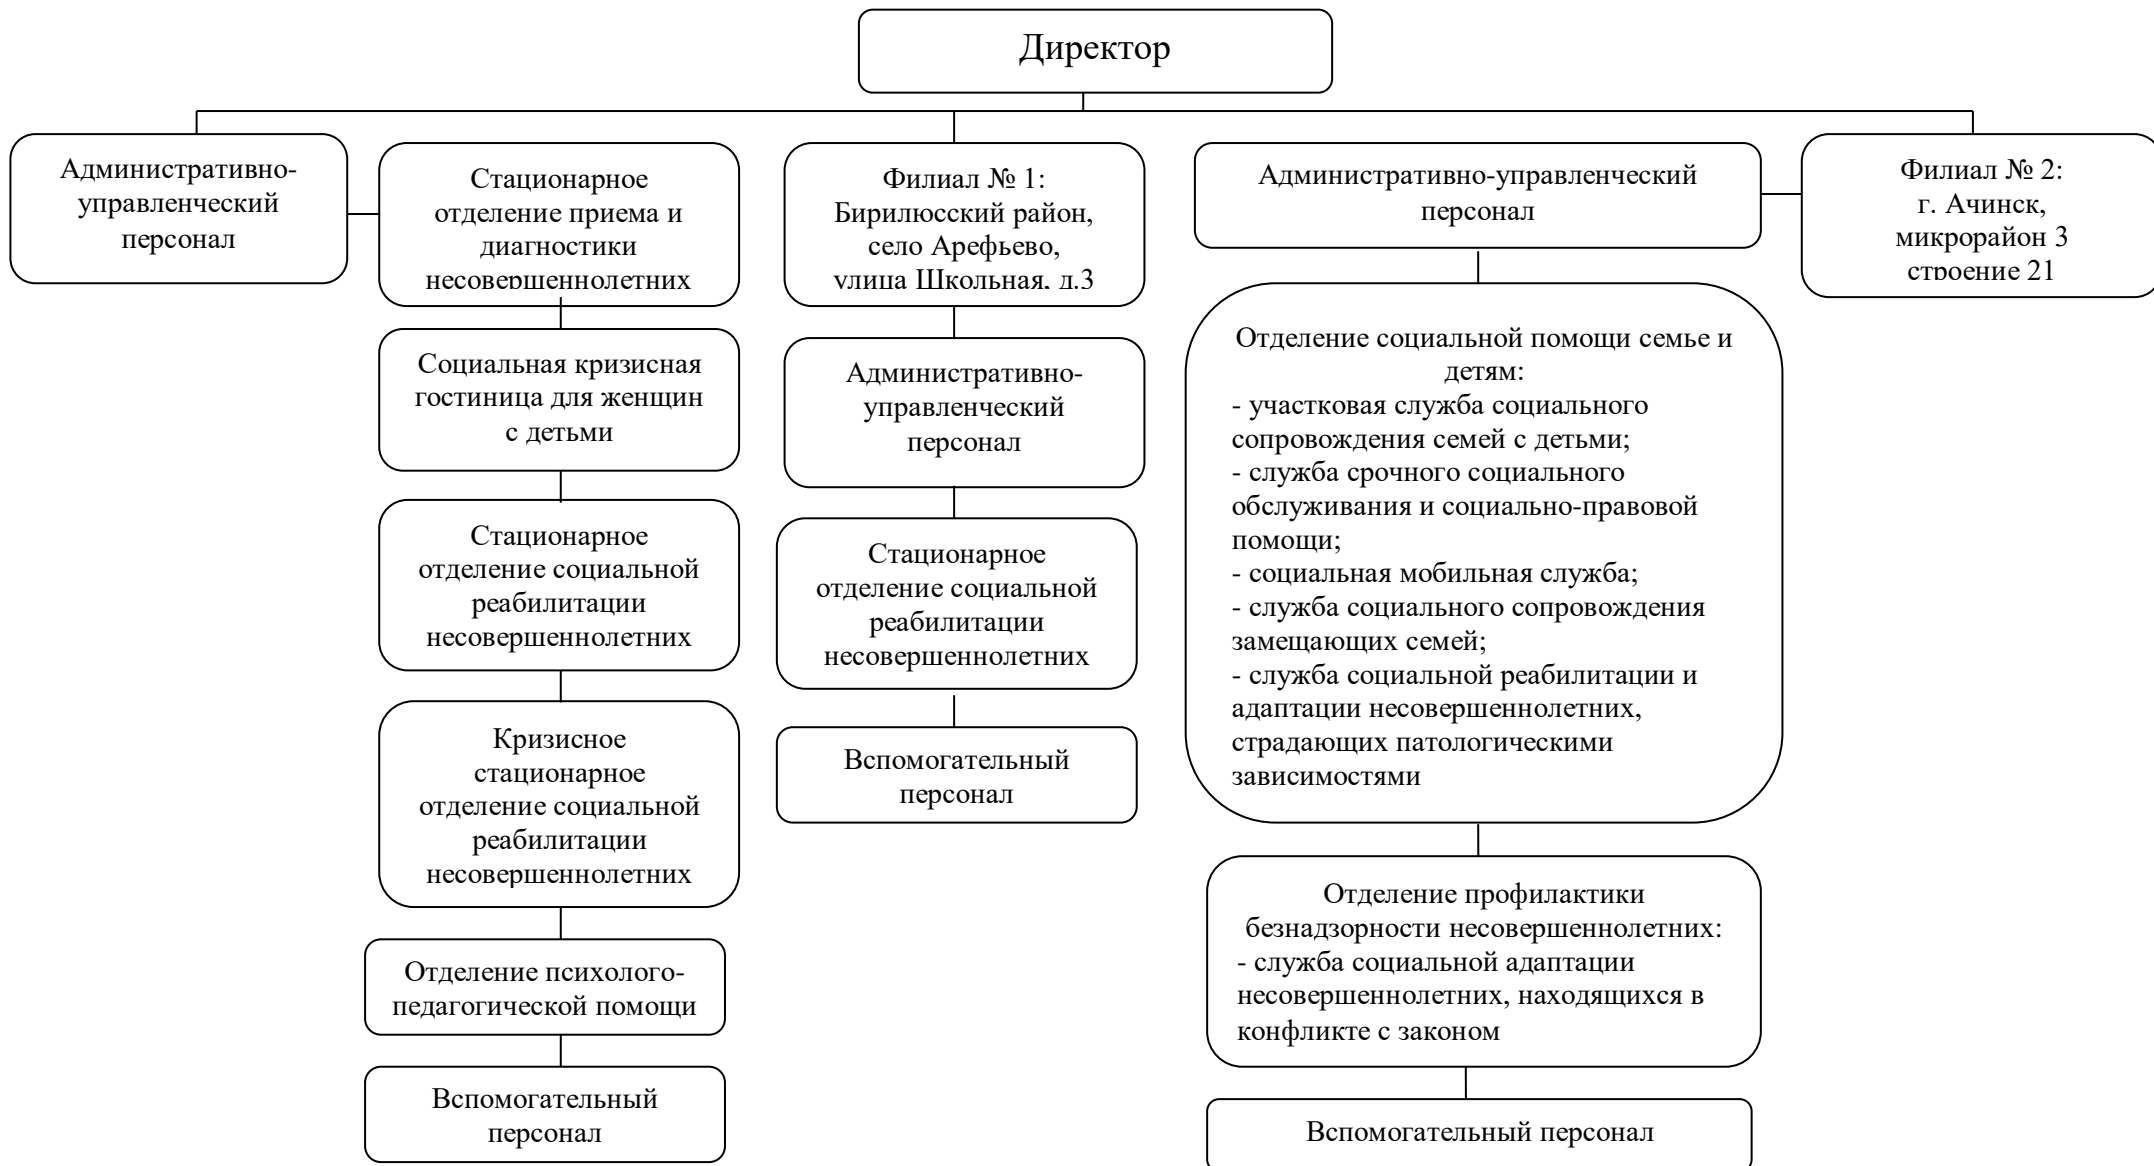 Директор
Административно-
управленческий
персонал
Стационарное
отделение приема и
диагностики
несовершеннолетних
Социальная кризисная
гостиница для женщин
с детьми
Стационарное
отделение социальной
реабилитации
несовершеннолетних
Кризисное
стационарное
отделение социальной
реабилитации
несовершеннолетних
Отделение психолого-
педагогической помощи
Вспомогательный
персонал
Филиал № 1:
Бирилюсский район,
село Арефьево,
улица Школьная, д.3
Административно-
управленческий
персонал
Стационарное
отделение социальной
реабилитации
несовершеннолетних
Вспомогательный
персонал
Административно-управленческий
персонал
Отделение социальной помощи семье и
детям:
- участковая служба социального
сопровождения семей с детьми;
- служба срочного социального
обслуживания и социально-правовой
помощи;
- социальная мобильная служба;
- служба социального сопровождения
замещающих семей;
- служба социальной реабилитации и
адаптации несовершеннолетних,
страдающих патологическими
зависимостями
Отделение профилактики
безнадзорности несовершеннолетних:
- служба социальной адаптации
несовершеннолетних, находящихся в
конфликте с законом
Вспомогательный персонал
Филиал № 2:
г. Ачинск,
микрорайон 3
строение 21